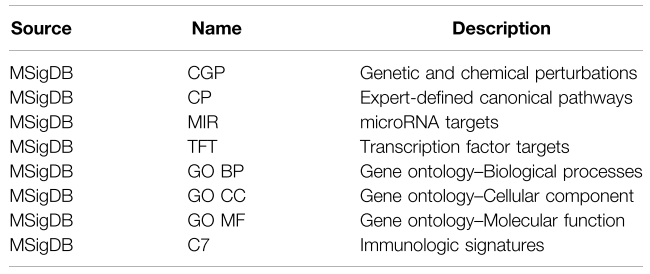 Source Name Description
MSigDB CGP Genetic and chemical perturbations
MSigDB CP Expert-defined canonical pathways
MSigDB MIR microRNA targets
MSigDB TFT Transcription factor targets
MSigDB GO BP Gene ontology–Biological processes
MSigDB GO CC Gene ontology–Cellular component
MSigDB GO MF Gene ontology–Molecular function
MSigDB C7 Immunologic signatures